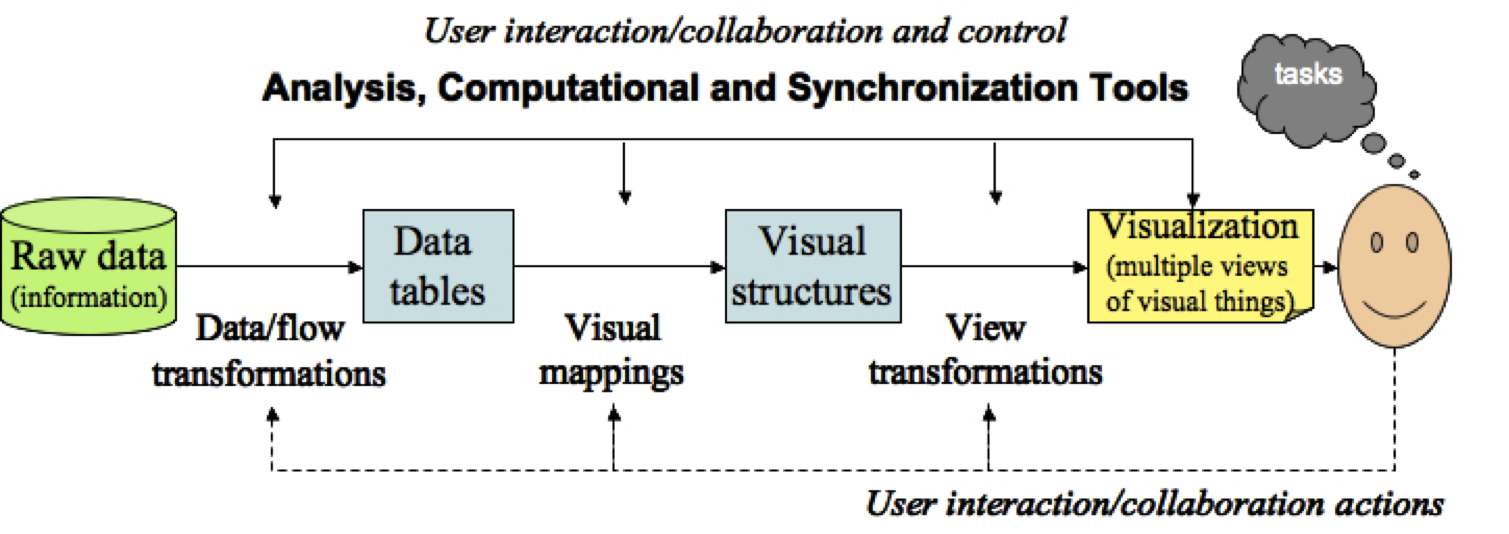 User interaction/collaboration and control
Analysis, Computational and Synchronization Tools
tasks
Raw data
(information)
Data/flow
transformations
Data
tables
Visual
mappings
Visual
structures
View
transformations
Visualization
(multiple views
of visual things)
User interaction/collaboration actions